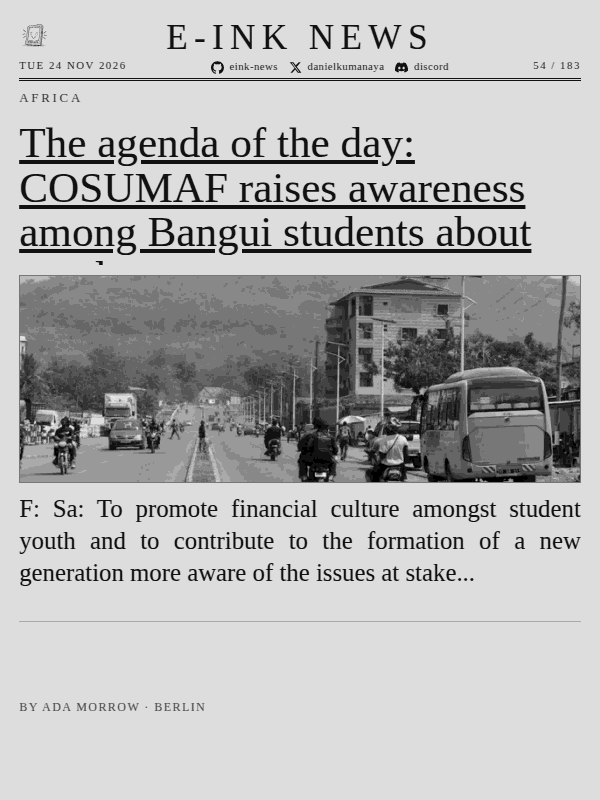 E-INK NEWS
TUE 24 NOV 2026
eink-news danielkumanaya discord
54 / 183
AFRICA
The agenda of the day:
COSUMAF raises awareness
among Bangui students about
F: Sa: To promote financial culture amongst student
youth and to contribute to the formation of a new
generation more aware of the issues at stake...
BY ADA MORROW · BERLIN